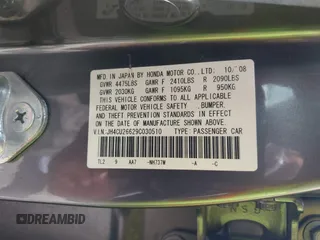 MFD. IN JAPAN BY HONDA MOTOR CO., LTD. 10/'08
GVWR 4475LBS GAWR F 2410LBS R 2090LBS
GVWR 2030KG GAWR F 1095KG R 950KG
THIS VEHICLE CONFORMS TO ALL APPLICABLE
FEDERAL MOTOR VEHICLE SAFETY, BUMPER,
AND THEFT PREVENTION STANDARDS IN EFFECT
ON THE DATE OF MANUFACTURE SHOWN ABOVE.
V.I.N. JH4CU26629C030510 TYPE: PASSENGER CAR
TL2 9 AA7 -NH737M -A -C
DREAMBID